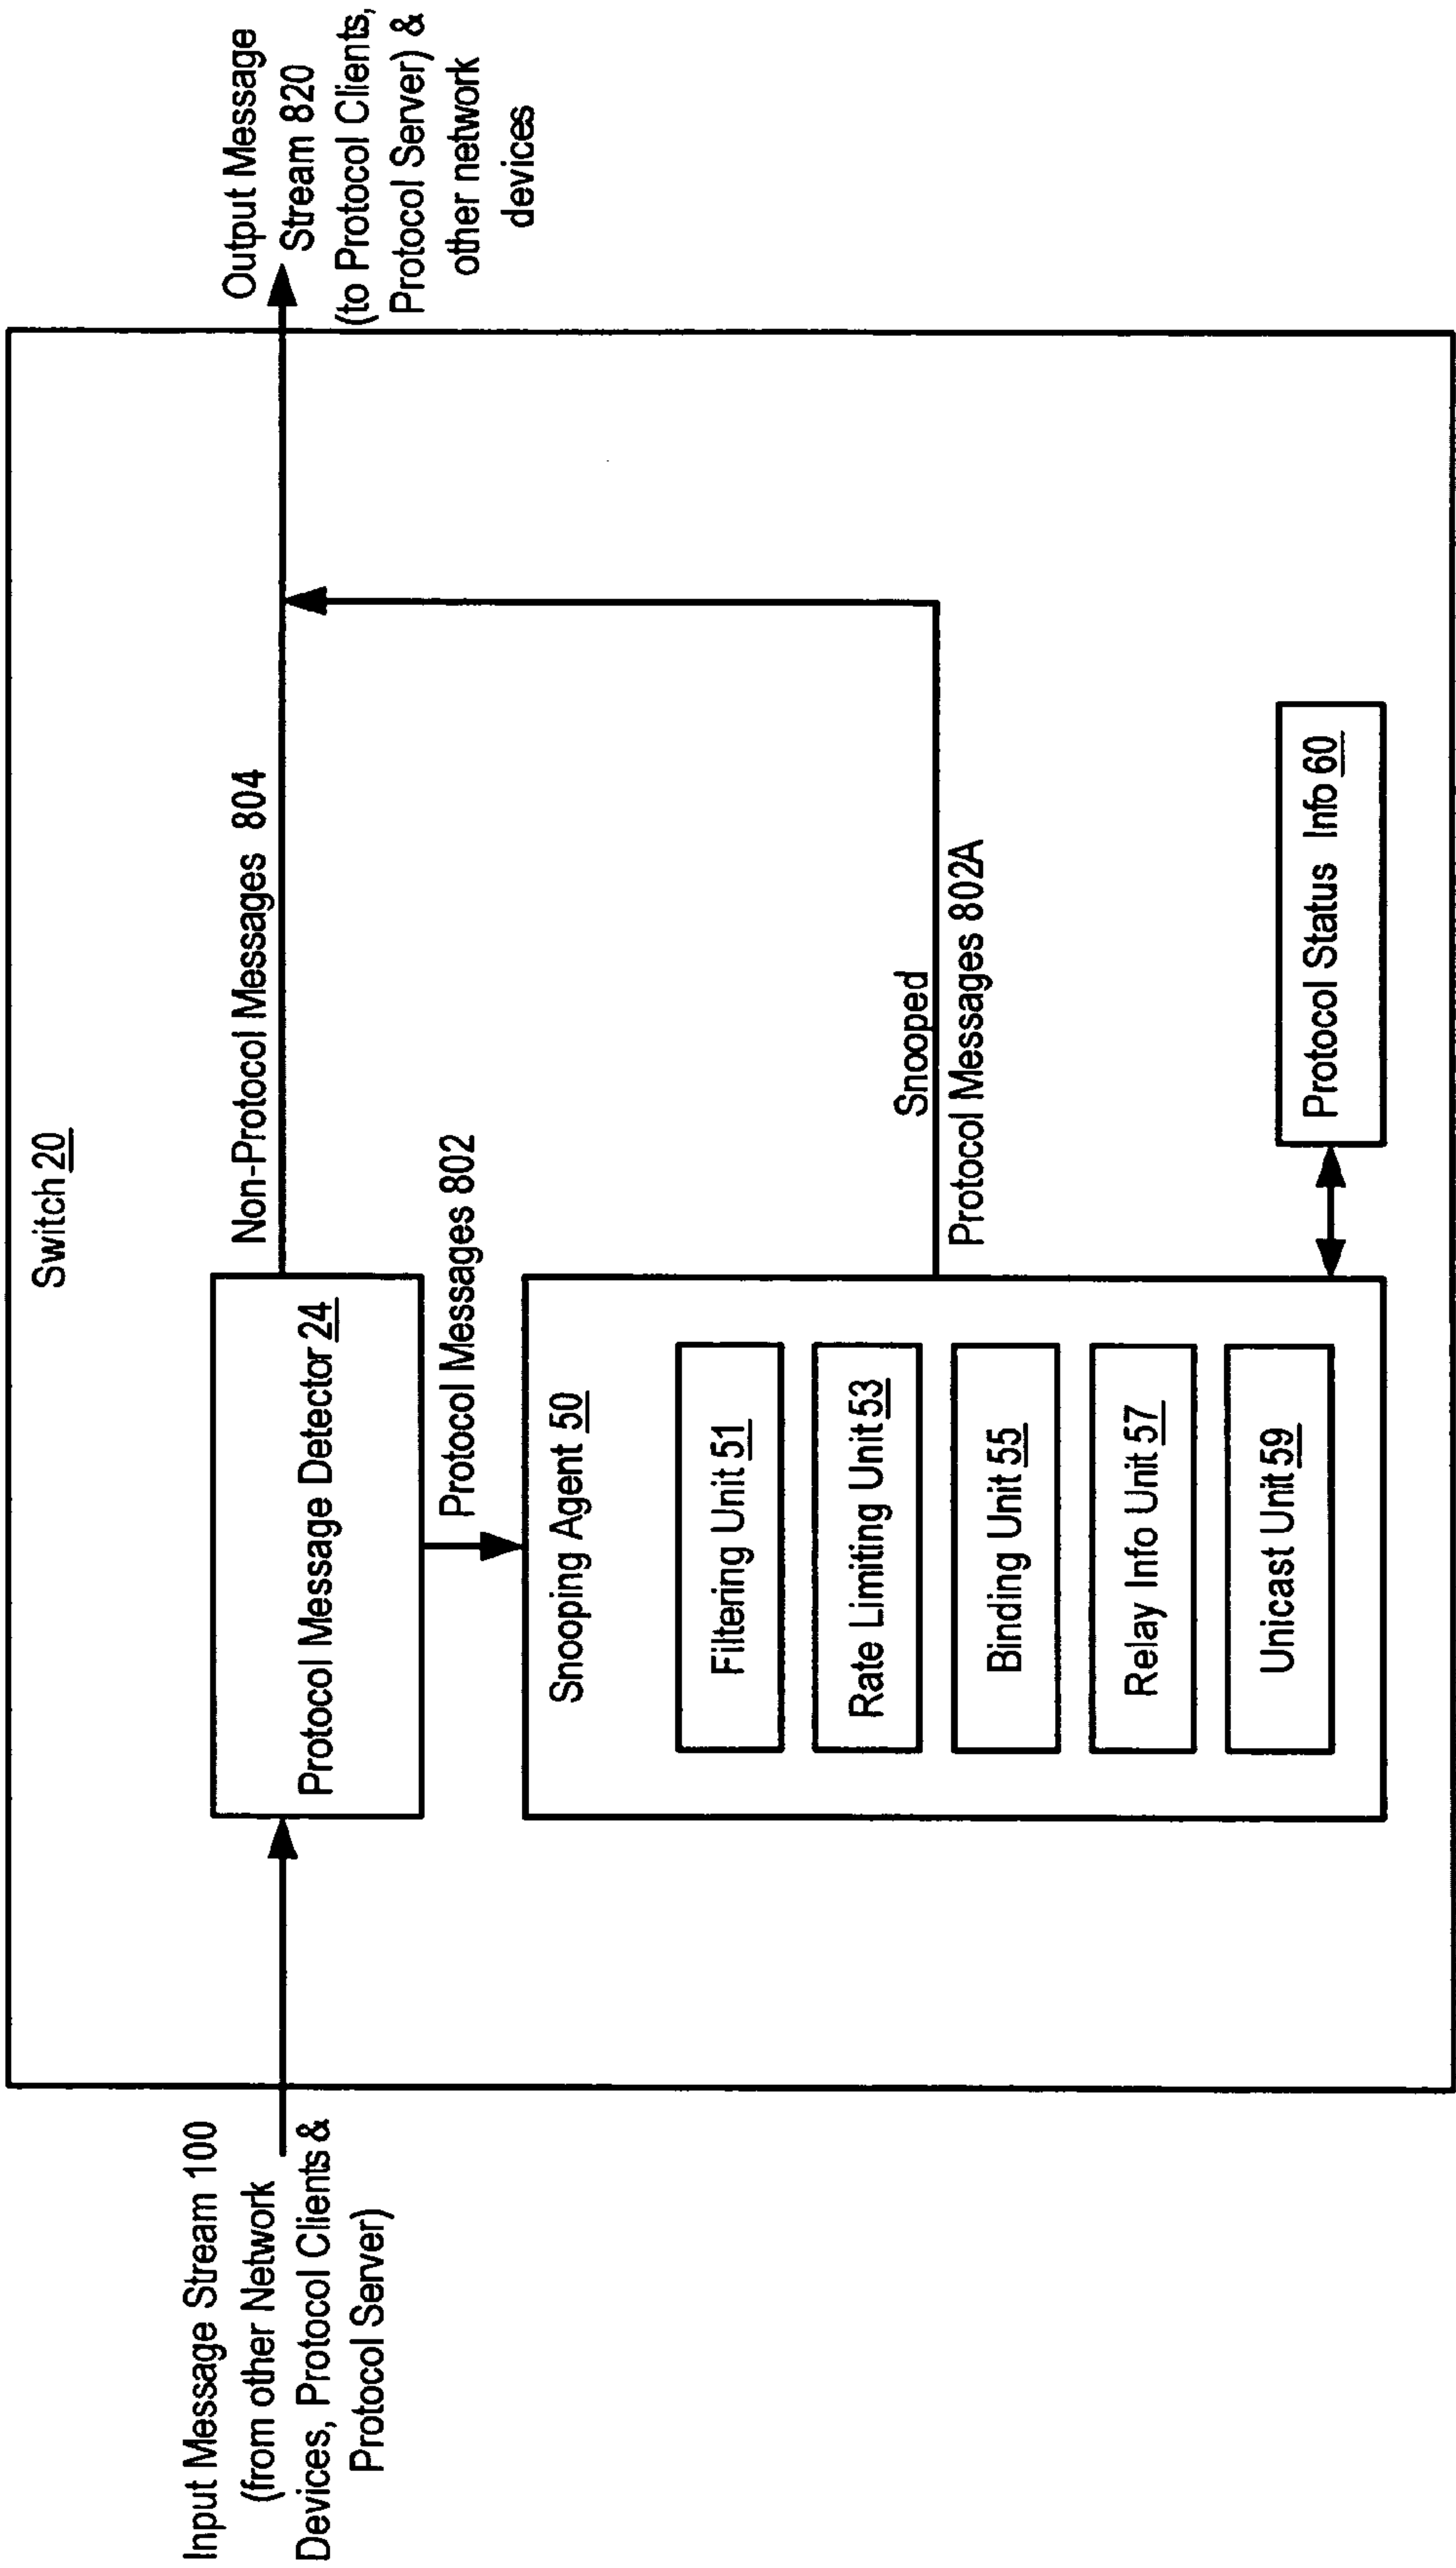 Switch 20
Input Message Stream 100
(from other Network
Devices, Protocol Clients &
Protocol Server)
Protocol Message Detector 24
Non-Protocol Messages 804
Output Message
Stream 820
(to Protocol Clients,
Protocol Server) &
other network
devices
Protocol Messages 802
Snooping Agent 50
Filtering Unit 51
Rate Limiting Unit 53
Binding Unit 55
Relay Info Unit 57
Unicast Unit 59
Snooped
Protocol Messages 802A
Protocol Status Info 60